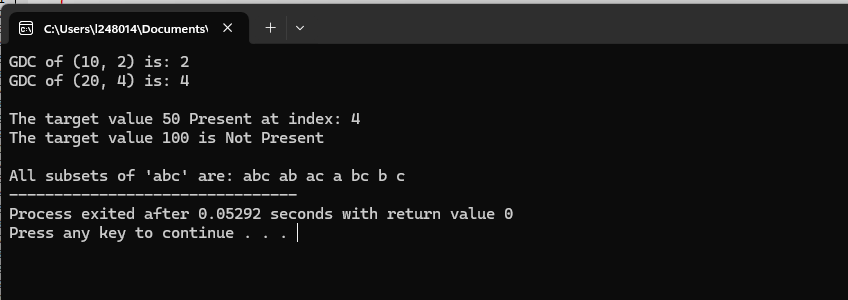 C:\Users\l248014\Documents\
GDC of (10, 2) is: 2
GDC of (20, 4) is: 4
The target value 50 Present at index: 4
The target value 100 is Not Present
All subsets of 'abc' are: abc ab ac a bc b c
--------------------------------
Process exited after 0.05292 seconds with return value 0
Press any key to continue . . .